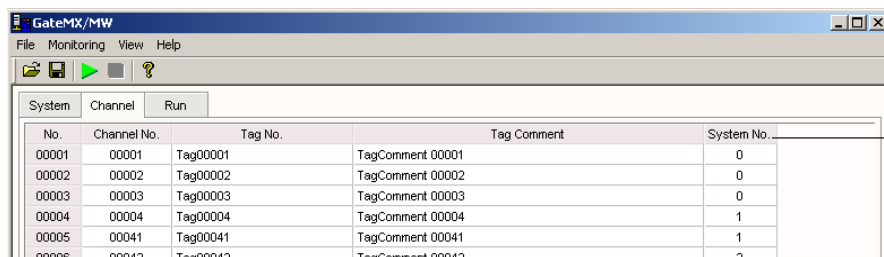 GateMX/MW
File Monitoring View Help
System Channel Run
No. Channel No. Tag No. Tag Comment System No.
00001 00001 Tag00001 TagComment 00001 0
00002 00002 Tag00002 TagComment 00002 0
00003 00003 Tag00003 TagComment 00003 0
00004 00004 Tag00004 TagComment 00004 1
00005 00041 Tag00041 TagComment 00041 1